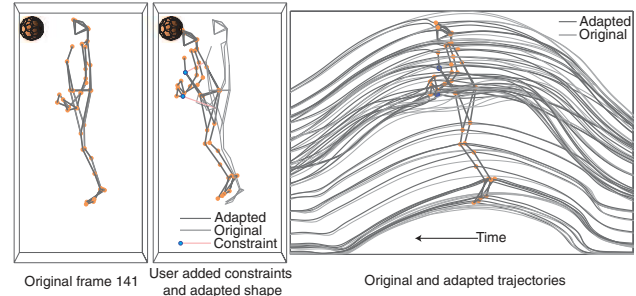 Adapted
Original
Constraint
Adapted
Original
Time
Original frame 141
User added constraints
and adapted shape
Original and adapted trajectories